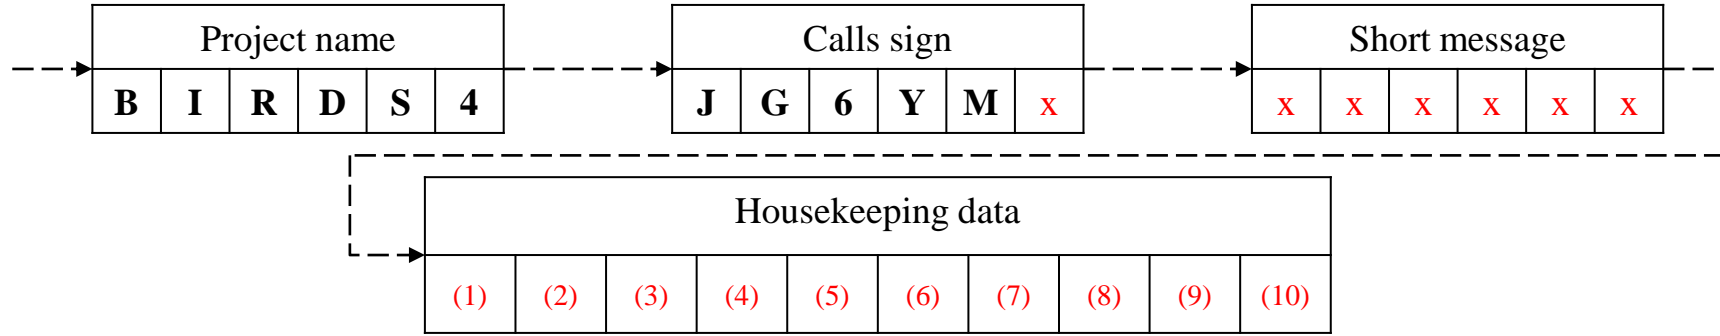 Project name Calls sign Short message
B I R D S 4 J G 6 Y M x x x x x x x
Housekeeping data
(1) (2) (3) (4) (5) (6) (7) (8) (9) (10)